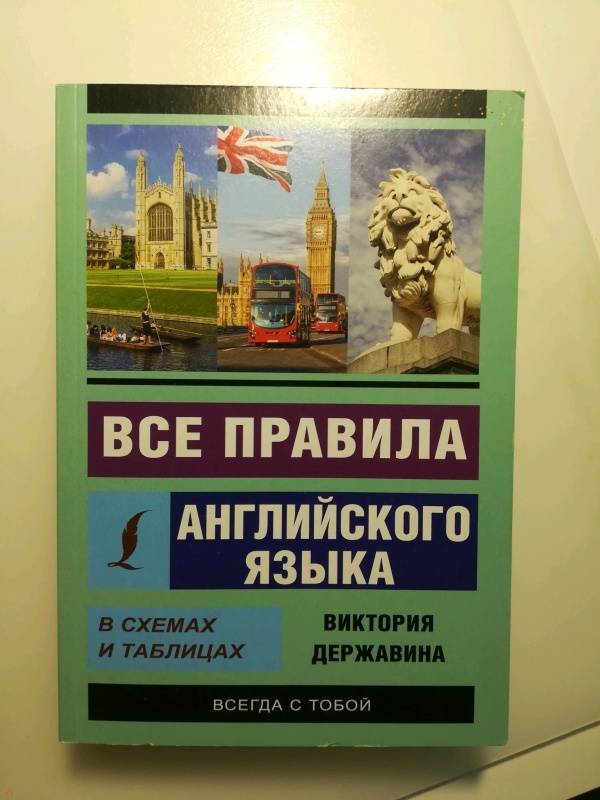 ВСЕ ПРАВИЛА
АНГЛИЙСКОГО
ЯЗЫКА
В СХЕМАХ
И ТАБЛИЦАХ
ВИКТОРИЯ
ДЕРЖАВИНА
ВСЕГДА С ТОБОЙ